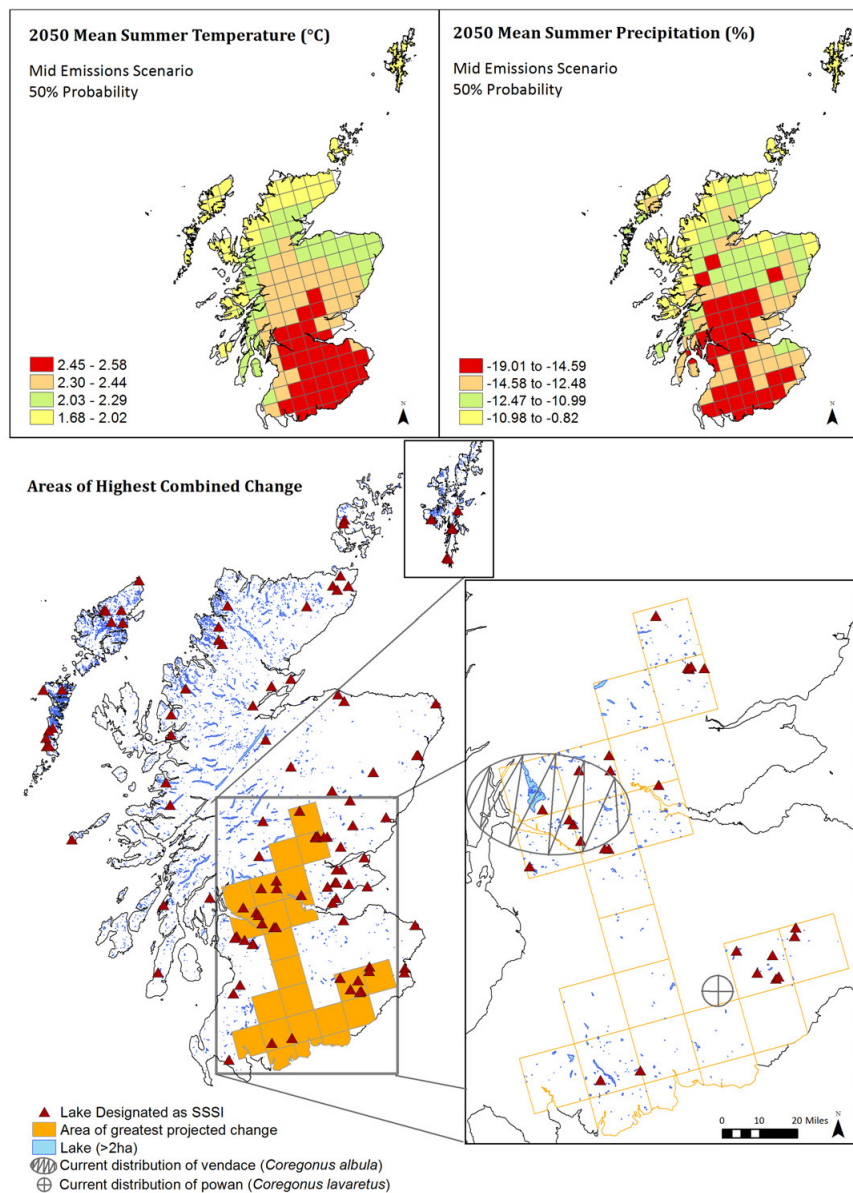 2050 Mean Summer Temperature (°C)
Mid Emissions Scenario
50% Probability
2.45 - 2.58
2.30 - 2.44
2.03 - 2.29
1.68 - 2.02
N
2050 Mean Summer Precipitation (%)
Mid Emissions Scenario
50% Probability
-19.01 to -14.59
-14.58 to -12.48
-12.47 to -10.99
-10.98 to -0.82
N
Areas of Highest Combined Change
Lake Designated as SSSI
Area of greatest projected change
Lake (>2ha)
Current distribution of vendace (Coregonus albula)
Current distribution of powan (Coregonus lavaretus)
0 10 20 Miles
N